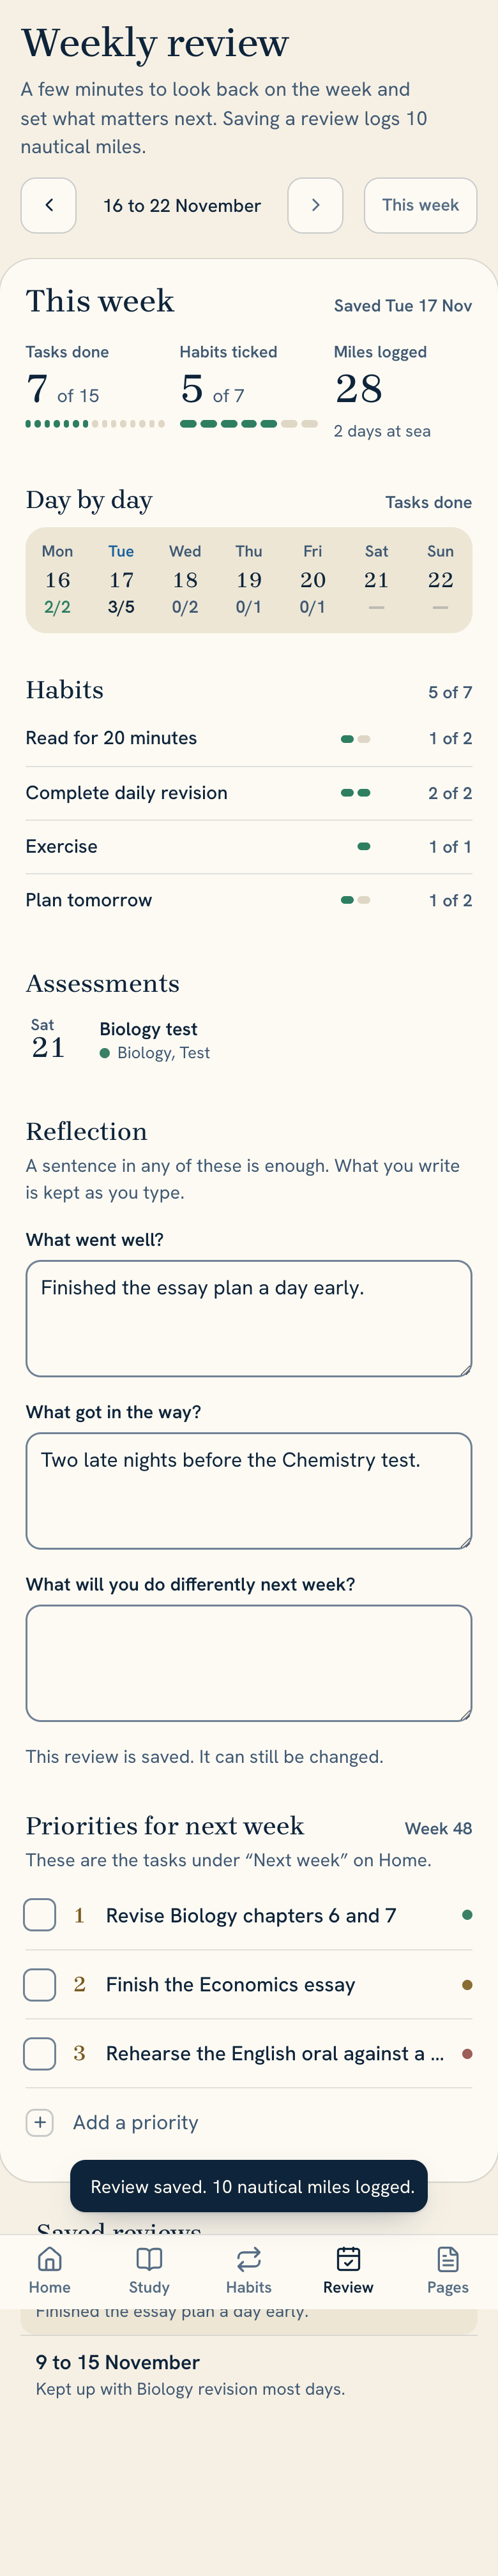 Weekly review
A few minutes to look back on the week and
set what matters next. Saving a review logs 10
nautical miles.
16 to 22 November
This week
This week
Saved Tue 17 Nov
Tasks done
Habits ticked
Miles logged
7 of 15
5 of 7
28
2 days at sea
Day by day
Tasks done
Mon Tue Wed Thu Fri Sat Sun
16 17 18 19 20 21 22
2/2 3/5 0/2 0/1 0/1 — —
Habits
5 of 7
Read for 20 minutes
1 of 2
Complete daily revision
2 of 2
Exercise
1 of 1
Plan tomorrow
1 of 2
Assessments
Sat
21
Biology test
Biology, Test
Reflection
A sentence in any of these is enough. What you write
is kept as you type.
What went well?
Finished the essay plan a day early.
What got in the way?
Two late nights before the Chemistry test.
What will you do differently next week?
This review is saved. It can still be changed.
Priorities for next week
Week 48
These are the tasks under “Next week” on Home.
1 Revise Biology chapters 6 and 7
2 Finish the Economics essay
3 Rehearse the English oral against a ...
Add a priority
Review saved. 10 nautical miles logged.
Saved reviews
Home Study Habits Review Pages
Finished the essay plan a day early.
9 to 15 November
Kept up with Biology revision most days.